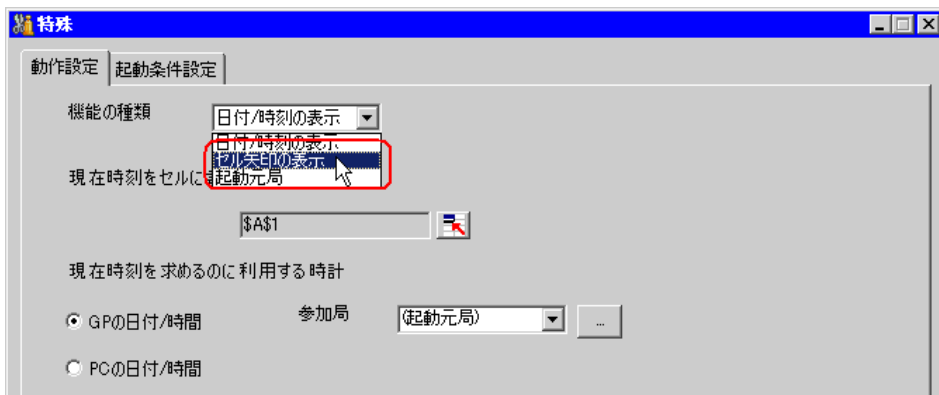 特殊
動作設定 起動条件設定
機能の種類 日付/時刻の表示
日付/時刻の表示
セル矢印の表示
現在時刻をセルに 起動元局
$A$1
現在時刻を求めるのに利用する時計
GPの日付/時間 参加局 (起動元局) ...
PCの日付/時間